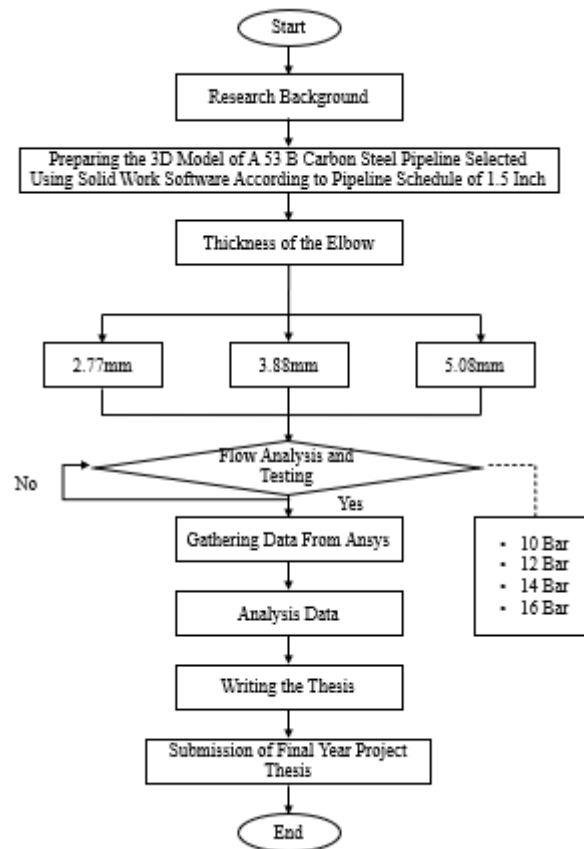 Start
Research Background
Preparing the 3D Model of A 53 B Carbon Steel Pipeline Selected
Using Solid Work Software According to Pipeline Schedule of 1.5 Inch
Thickness of the Elbow
2.77mm
3.88mm
5.08mm
Flow Analysis and
Testing
No
Yes
Gathering Data From Ansys
• 10 Bar
• 12 Bar
• 14 Bar
• 16 Bar
Analysis Data
Writing the Thesis
Submission of Final Year Project
Thesis
End